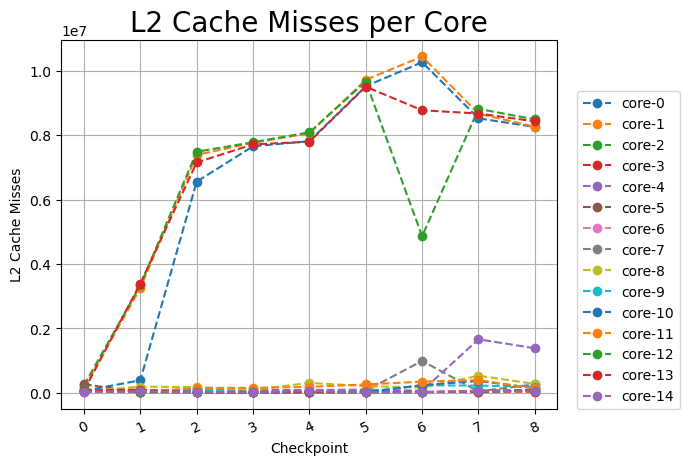 L2 Cache Misses per Core
1e7
1.0
0.8
0.6
0.4
0.2
0.0
L2 Cache Misses
0
1
2
3
4
5
6
7
8
Checkpoint
core-0
core-1
core-2
core-3
core-4
core-5
core-6
core-7
core-8
core-9
core-10
core-11
core-12
core-13
core-14